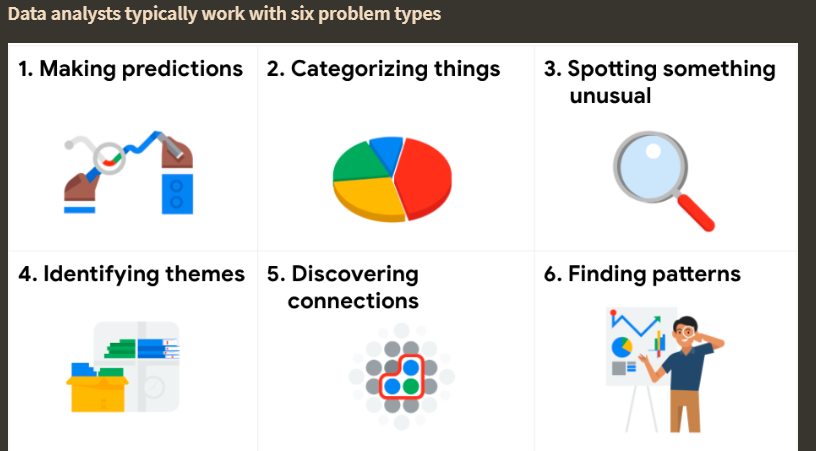 Data analysts typically work with six problem types
1. Making predictions
2. Categorizing things
3. Spotting something
unusual
4. Identifying themes
5. Discovering
connections
6. Finding patterns